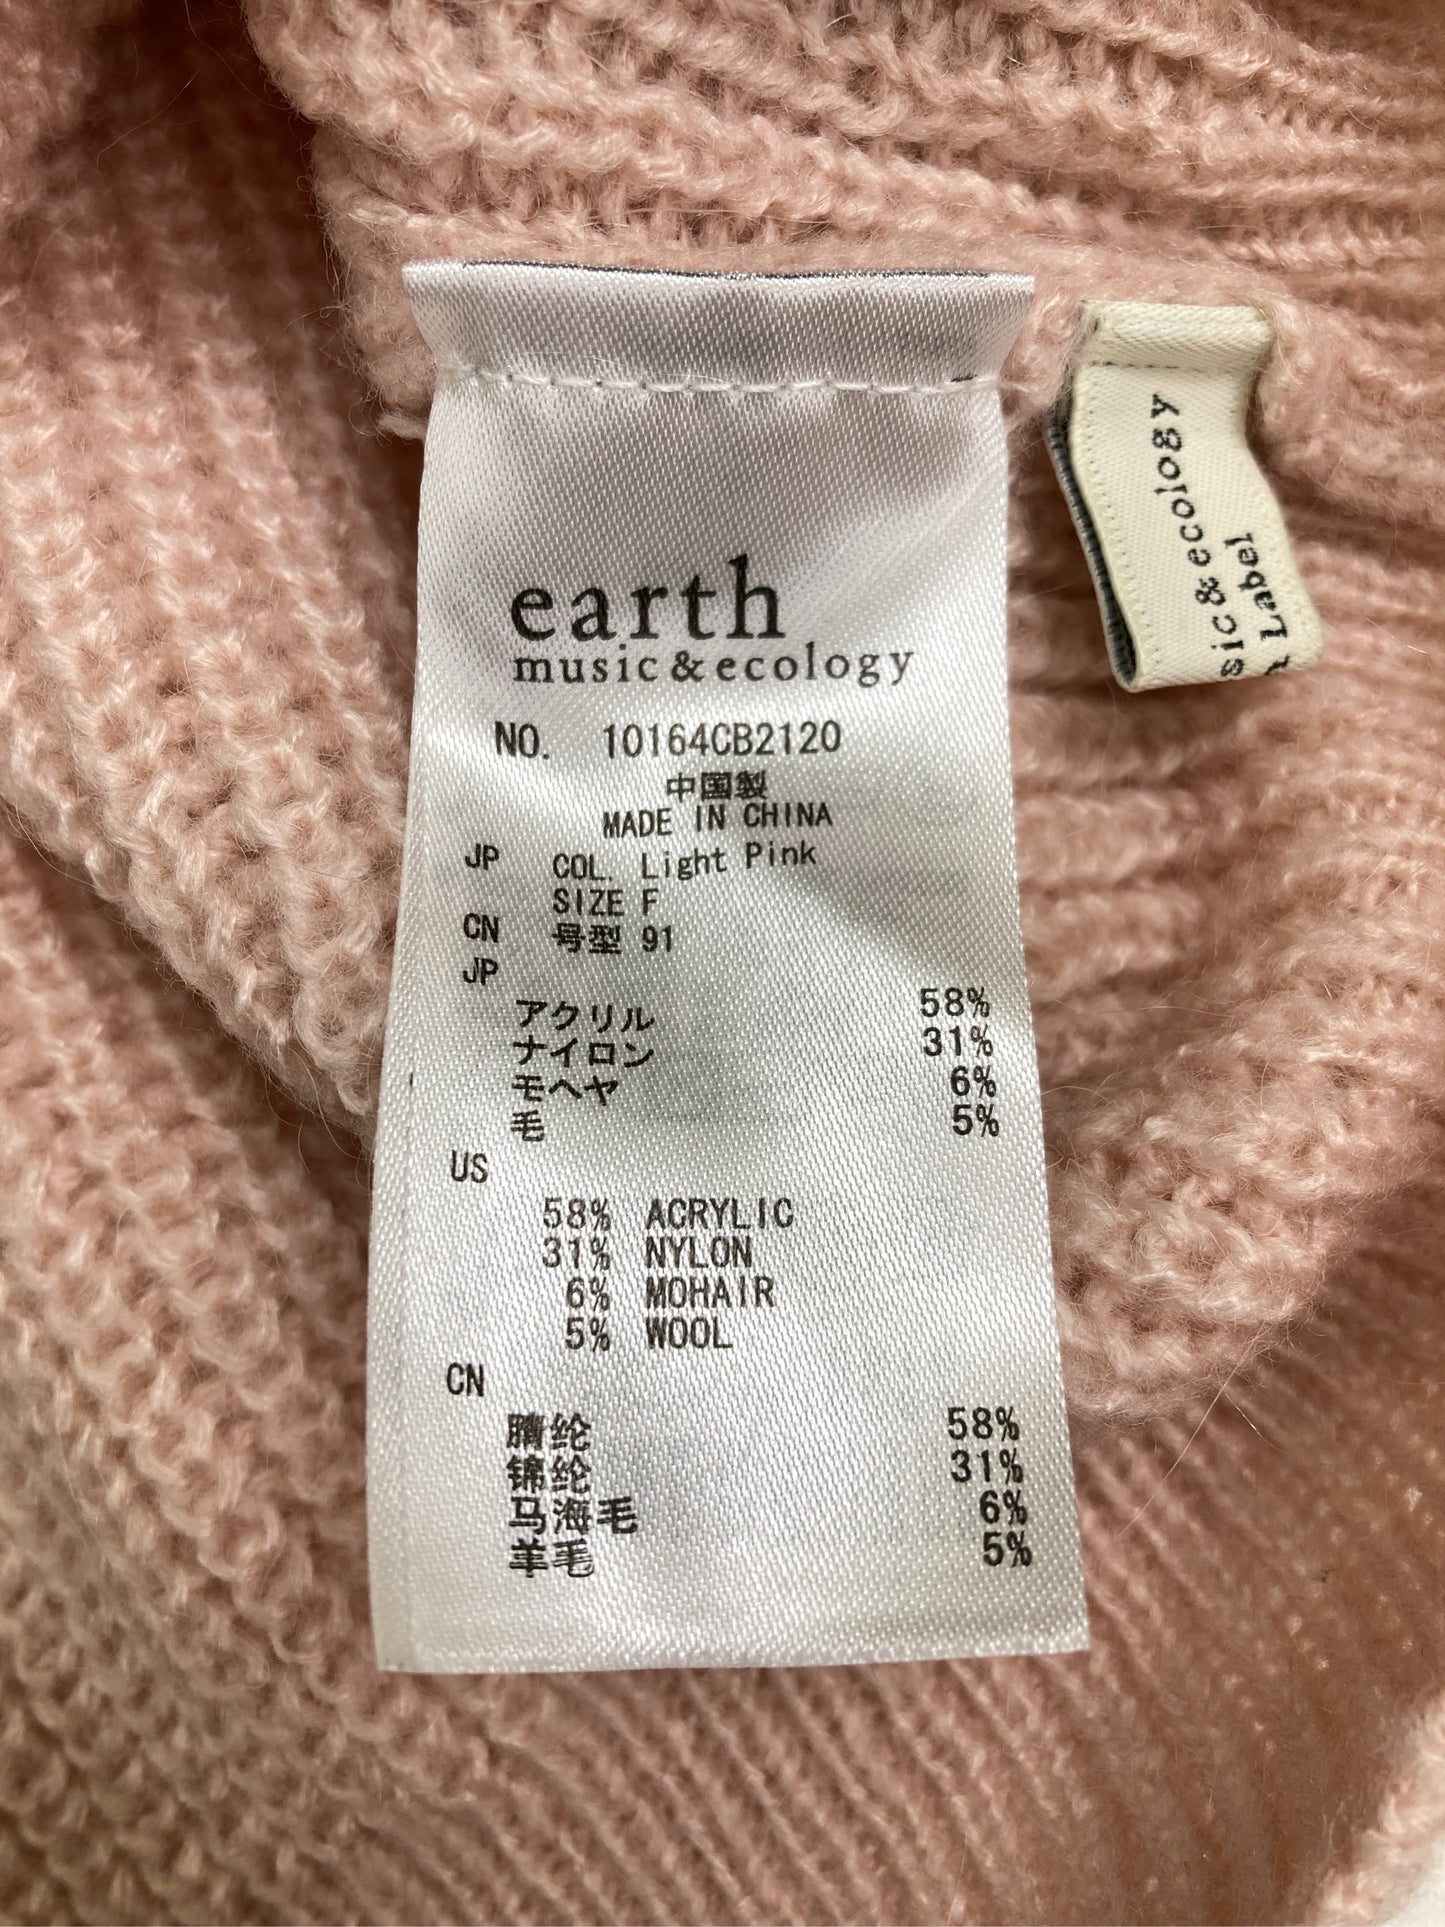 earth
music & ecology
NO. 10164CB2120
中国製
MADE IN CHINA
JP COL. Light Pink
SIZE F
CN 号型 91
JP
アクリル 58%
ナイロン 31%
モヘヤ 6%
毛 5%
US
58% ACRYLIC
31% NYLON
6% MOHAIR
5% WOOL
CN
腈纶 58%
锦纶 31%
马海毛 6%
羊毛 5%
sic & ecology
Label